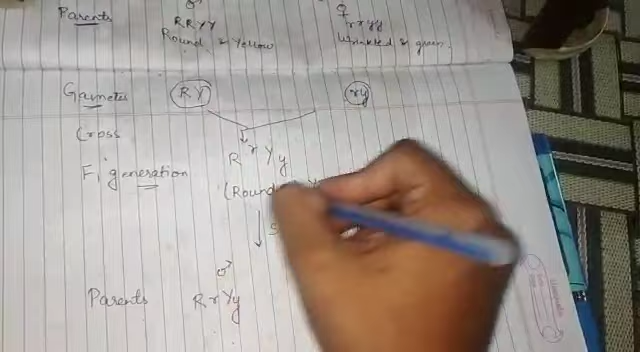 ♂ ♀
Parents RRYY rryy
Round & Yellow Wrinkled & green.
Gametes RY ry
Cross
RrYy
F₁ generation (Round
♂
Parents RrYy